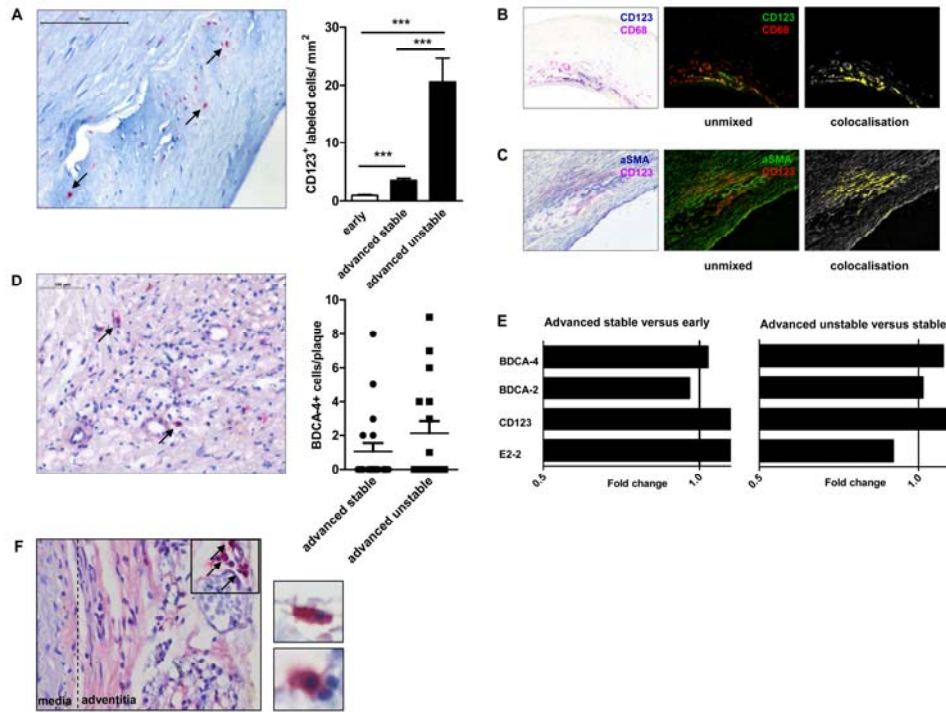 A
CD123+ labeled cells/ mm2
30
20
10
0
***
***
***
early
advanced stable
advanced unstable
B
CD123
CD68
CD123
CD68
unmixed
colocalisation
C
aSMA
CD123
aSMA
CD123
unmixed
colocalisation
D
BDCA-4+ cells/plaque
10
8
6
4
2
0
advanced stable
advanced unstable
E
Advanced stable versus early
Advanced unstable versus stable
BDCA-4
BDCA-2
CD123
E2-2
0.5
1.0
Fold change
0.5
1.0
Fold change
F
media
adventitia